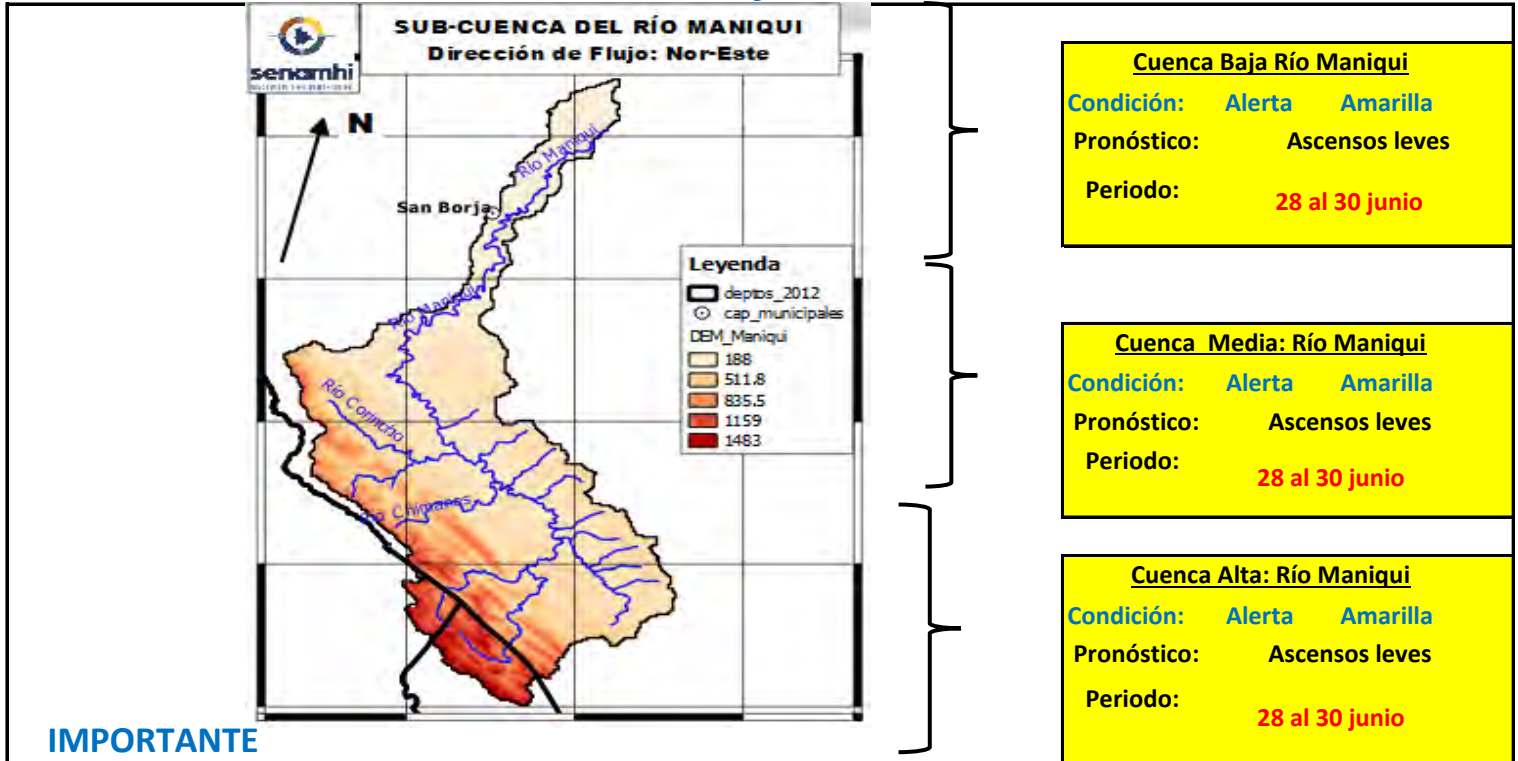 SUB-CUENCA DEL RÍO MANIQUI
Dirección de Flujo: Nor-Este
senamhi
N
Río Maniqui
San Borja
Río Maniqui
Río Chimanes
Leyenda
deptos_2012
cap_municipales
DEM_Maniqui
188
511.8
835.5
1159
1483
Cuenca Baja Río Maniqui
Condición: Alerta Amarilla
Pronóstico: Ascensos leves
Periodo: 28 al 30 junio
Cuenca Media: Río Maniqui
Condición: Alerta Amarilla
Pronóstico: Ascensos leves
Periodo: 28 al 30 junio
Cuenca Alta: Río Maniqui
Condición: Alerta Amarilla
Pronóstico: Ascensos leves
Periodo: 28 al 30 junio
IMPORTANTE